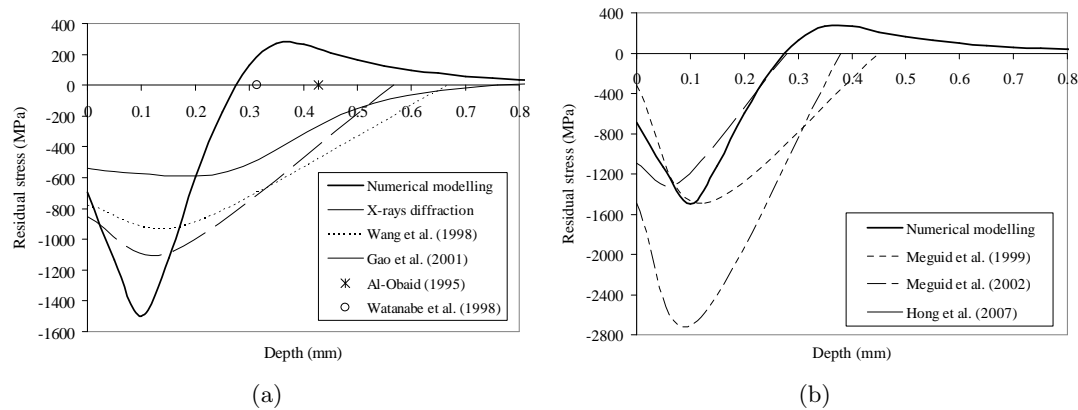 400
200
0
-200
-400
-600
-800
-1000
-1200
-1400
-1600
0 0.1 0.2 0.3 0.4 0.5 0.6 0.7 0.8
Residual stress (MPa)
Depth (mm)
Numerical modelling
X-rays diffraction
Wang et al. (1998)
Gao et al. (2001)
Al-Obaid (1995)
Watanabe et al. (1998)
(a)
400
0
-400
-800
-1200
-1600
-2000
-2400
-2800
0 0.1 0.2 0.3 0.4 0.5 0.6 0.7 0.8
Residual stress (MPa)
Depth (mm)
Numerical modelling
Meguid et al. (1999)
Meguid et al. (2002)
Hong et al. (2007)
(b)